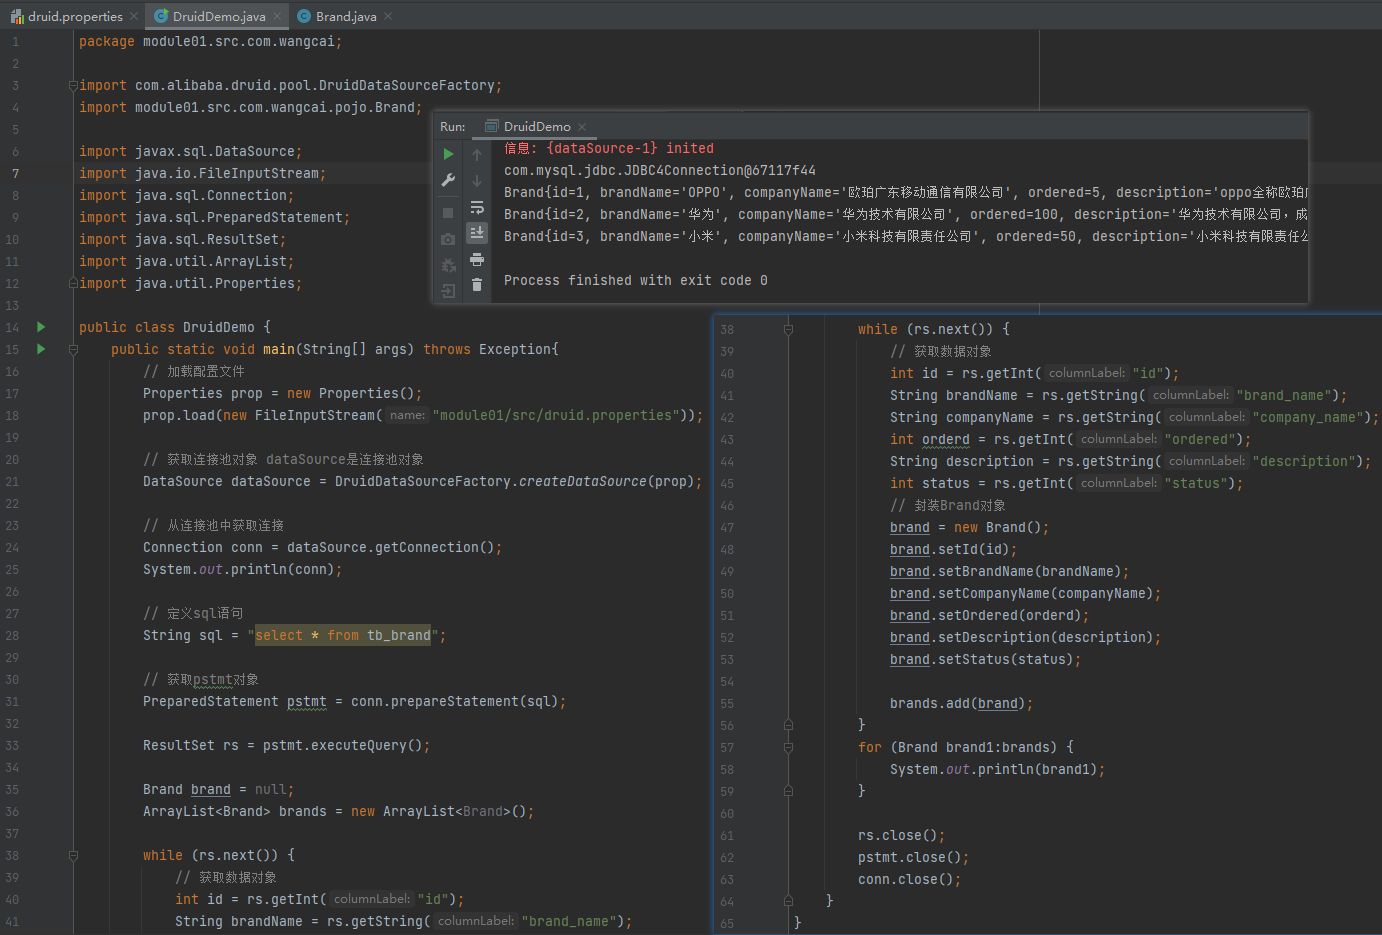 druid.properties DruidDemo.java Brand.java
1 package module01.src.com.wangcai;
2
3 import com.alibaba.druid.pool.DruidDataSourceFactory;
4 import module01.src.com.wangcai.pojo.Brand;
5
6 import javax.sql.DataSource;
7 import java.io.FileInputStream;
8 import java.sql.Connection;
9 import java.sql.PreparedStatement;
10 import java.sql.ResultSet;
11 import java.util.ArrayList;
12 import java.util.Properties;
13
14 public class DruidDemo {
15 public static void main(String[] args) throws Exception{
16 // 加载配置文件
17 Properties prop = new Properties();
18 prop.load(new FileInputStream( name: "module01/src/druid.properties"));
19
20 // 获取连接池对象 dataSource是连接池对象
21 DataSource dataSource = DruidDataSourceFactory.createDataSource(prop);
22
23 // 从连接池中获取连接
24 Connection conn = dataSource.getConnection();
25 System.out.println(conn);
26
27 // 定义sql语句
28 String sql = "select * from tb_brand";
29
30 // 获取pstmt对象
31 PreparedStatement pstmt = conn.prepareStatement(sql);
32
33 ResultSet rs = pstmt.executeQuery();
34
35 Brand brand = null;
36 ArrayList<Brand> brands = new ArrayList<Brand>();
37
38 while (rs.next()) {
39 // 获取数据对象
40 int id = rs.getInt( columnLabel: "id");
41 String brandName = rs.getString( columnLabel: "brand_name");
Run: DruidDemo
信息: {dataSource-1} inited
com.mysql.jdbc.JDBC4Connection@67117f44
Brand{id=1, brandName='OPPO', companyName='欧珀广东移动通信有限公司', ordered=5, description='oppo全称欧珀
Brand{id=2, brandName='华为', companyName='华为技术有限公司', ordered=100, description='华为技术有限公司，成
Brand{id=3, brandName='小米', companyName='小米科技有限责任公司', ordered=50, description='小米科技有限责任公
Process finished with exit code 0
38 while (rs.next()) {
39 // 获取数据对象
40 int id = rs.getInt( columnLabel: "id");
41 String brandName = rs.getString( columnLabel: "brand_name");
42 String companyName = rs.getString( columnLabel: "company_name");
43 int orderd = rs.getInt( columnLabel: "ordered");
44 String description = rs.getString( columnLabel: "description");
45 int status = rs.getInt( columnLabel: "status");
46 // 封装Brand对象
47 brand = new Brand();
48 brand.setId(id);
49 brand.setBrandName(brandName);
50 brand.setCompanyName(companyName);
51 brand.setOrdered(orderd);
52 brand.setDescription(description);
53 brand.setStatus(status);
54
55 brands.add(brand);
56 }
57 for (Brand brand1:brands) {
58 System.out.println(brand1);
59 }
60
61 rs.close();
62 pstmt.close();
63 conn.close();
64 }
65 }